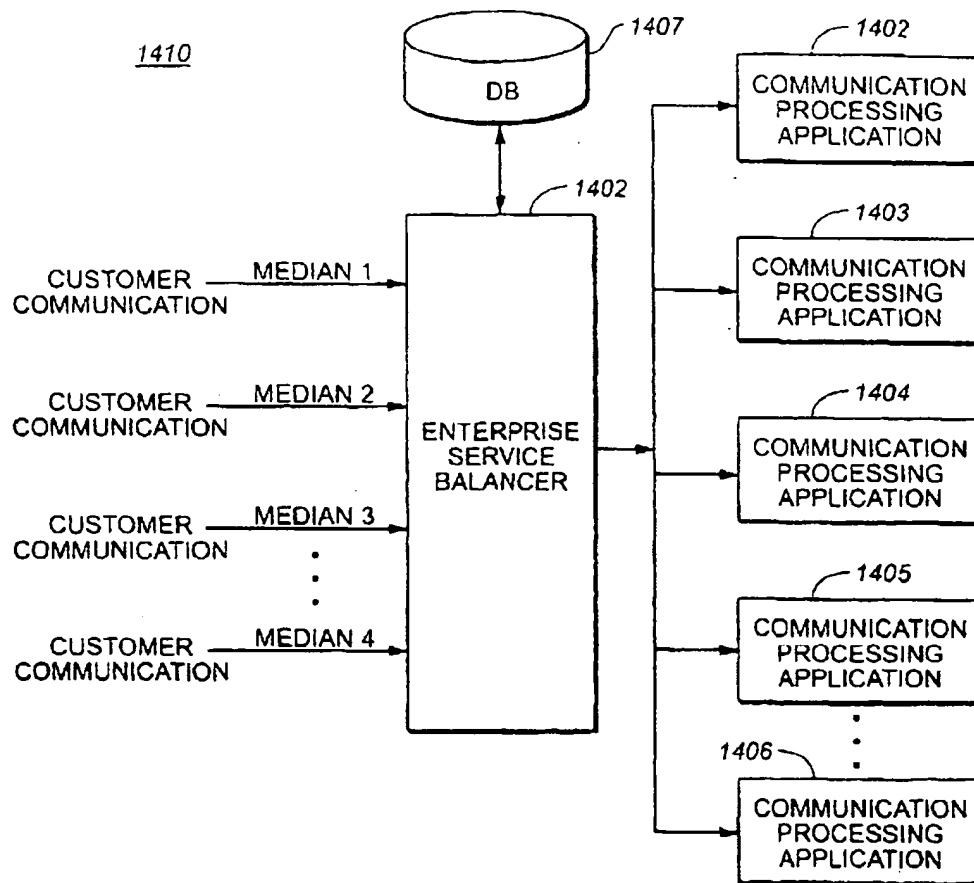 1410
1407
DB
1402
CUSTOMER
COMMUNICATION
MEDIAN 1
CUSTOMER
COMMUNICATION
MEDIAN 2
CUSTOMER
COMMUNICATION
MEDIAN 3
CUSTOMER
COMMUNICATION
MEDIAN 4
ENTERPRISE
SERVICE
BALANCER
1402
COMMUNICATION
PROCESSING
APPLICATION
1403
COMMUNICATION
PROCESSING
APPLICATION
1404
COMMUNICATION
PROCESSING
APPLICATION
1405
COMMUNICATION
PROCESSING
APPLICATION
1406
COMMUNICATION
PROCESSING
APPLICATION